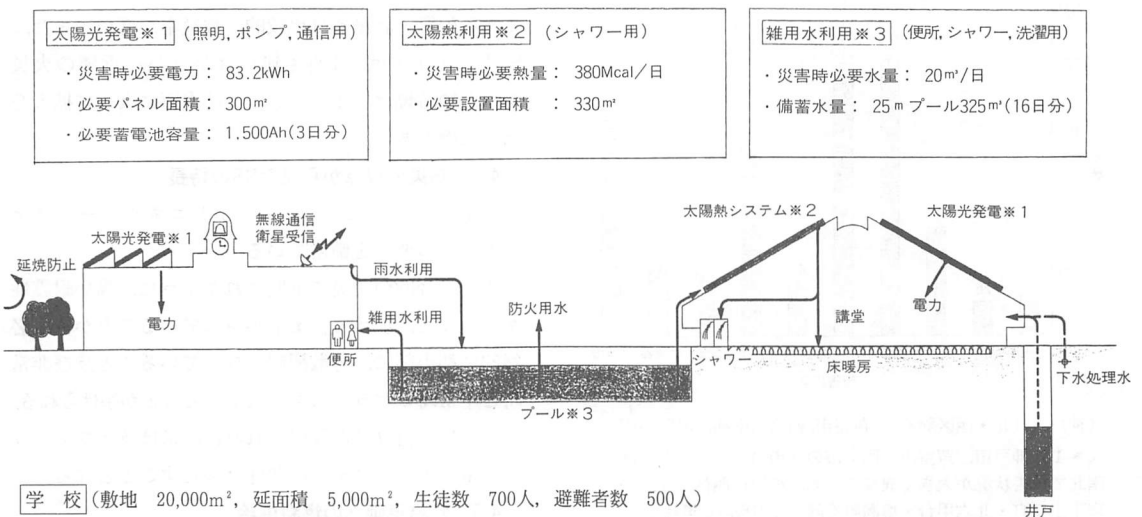 太陽光発電※1 (照明,ポンプ,通信用)
・災害時必要電力： 83.2kWh
・必要パネル面積： 300㎡
・必要蓄電池容量： 1.500Ah(3日分)
太陽熱利用※2 (シャワー用)
・災害時必要熱量： 380Mcal／日
・必要設置面積 ： 330㎡
雑用水利用※3 (便所,シャワー,洗濯用)
・災害時必要水量： 20㎥/日
・備蓄水量： 25mプール325㎥(16日分)
延焼防止
太陽光発電※1
電力
無線通信
衛星受信
雨水利用
雑用水利用
便所
防火用水
プール※3
太陽熱システム※2
太陽光発電※1
電力
講堂
シャワー
床暖房
下水処理水
井戸
学 校 (敷地 20,000m², 延面積 5,000m², 生徒数 700人, 避難者数 500人)